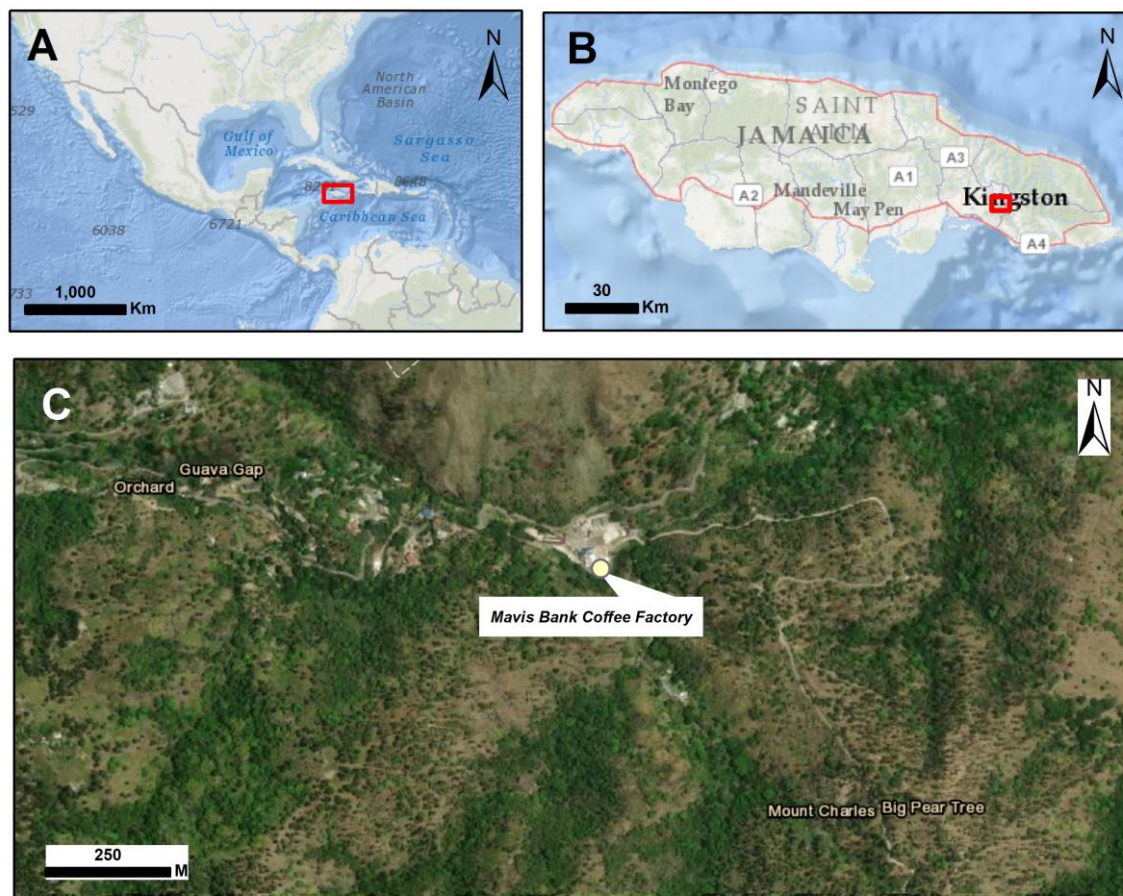 A
N
North
American
Basin
529
Gulf of
Mexico
Sargasso
Sea
8648
Caribbean Sea
6721
6038
733
1,000
Km
B
N
Montego
Bay
SAINT
JAMAICA
A3
A1
Mandeville
A2
May Pen
Kingston
A4
30
Km
C
N
Guava Gap
Orchard
Mavis Bank Coffee Factory
Mount Charles
Big Pear Tree
250
M